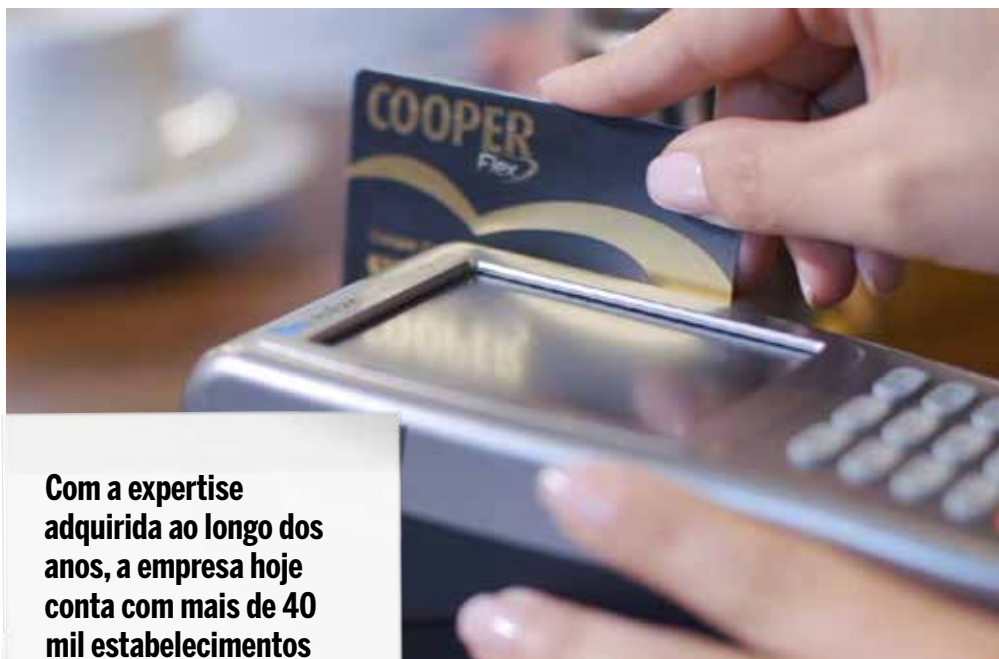 COOPER
Flex
Com a expertise
adquirida ao longo dos
anos, a empresa hoje
conta com mais de 40
mil estabelecimentos